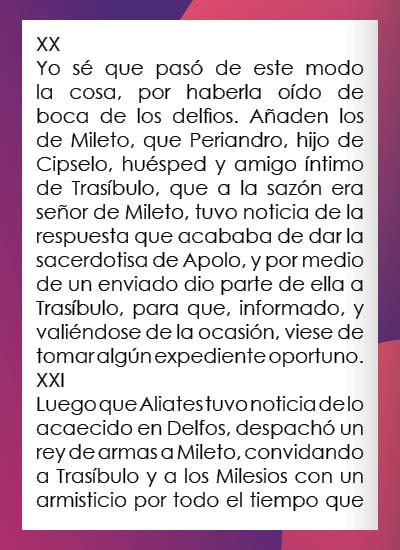 XX
Yo sé que pasó de este modo
la cosa, por haberla oído de
boca de los delfios. Añaden los
de Mileto, que Periandro, hijo de
Cipselo, huésped y amigo íntimo
de Trasíbulo, que a la sazón era
señor de Mileto, tuvo noticia de la
respuesta que acababa de dar la
sacerdotisa de Apolo, y por medio
de un enviado dio parte de ella a
Trasíbulo, para que, informado, y
valiéndose de la ocasión, viese de
tomar algún expediente oportuno.
XXI
Luego que Aliates tuvo noticia de lo
acaecido en Delfos, despachó un
rey de armas a Mileto, convidando
a Trasíbulo y a los Milesios con un
armisticio por todo el tiempo que